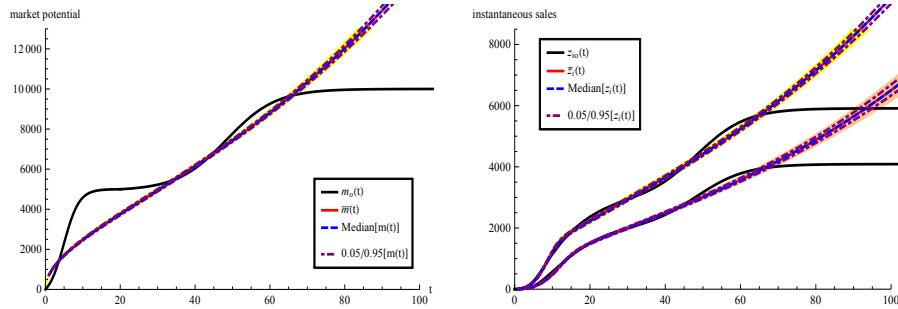 market potential
12 000
10 000
8000
6000
4000
2000
0
0 20 40 60 80 100 t
m_o(t)
m̅(t)
Median[m(t)]
0.05/0.95[m(t)]
instantaneous sales
8000
6000
4000
2000
0
0 20 40 60 80 100
z_io(t)
z̅_i(t)
Median[z_i(t)]
0.05/0.95[z_i(t)]